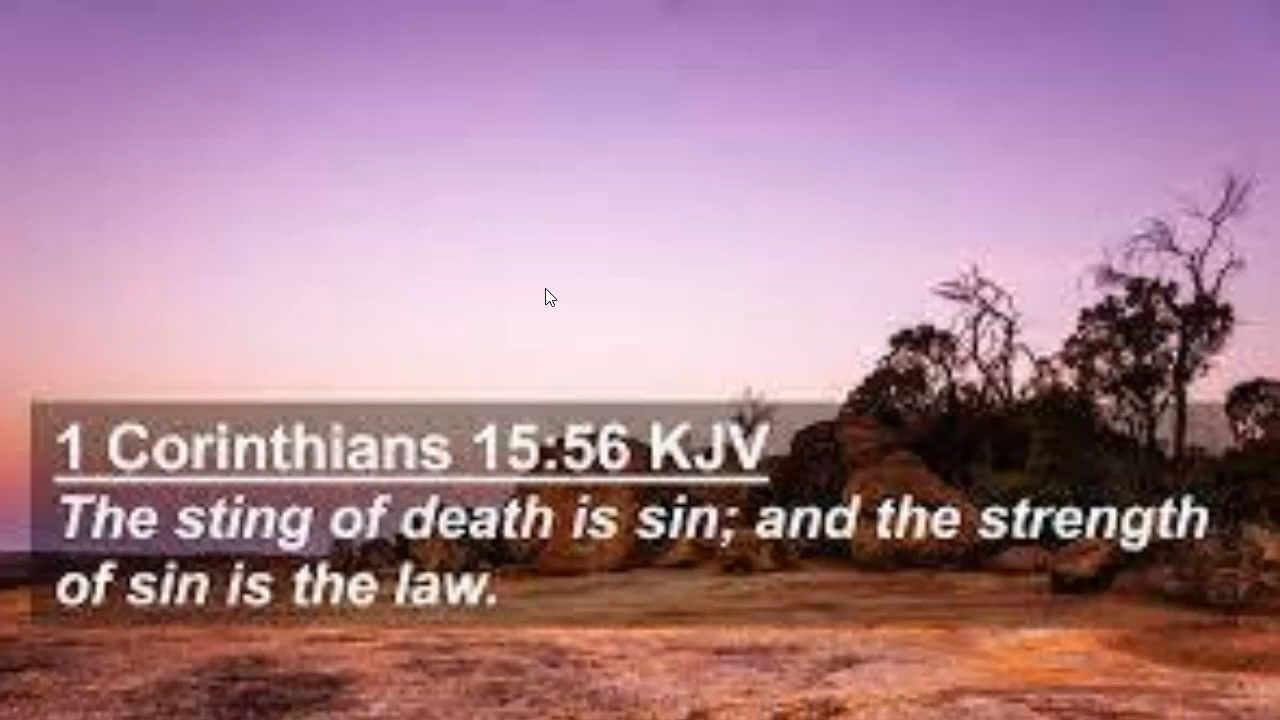 1 Corinthians 15:56 KJV
The sting of death is sin; and the strength
of sin is the law.